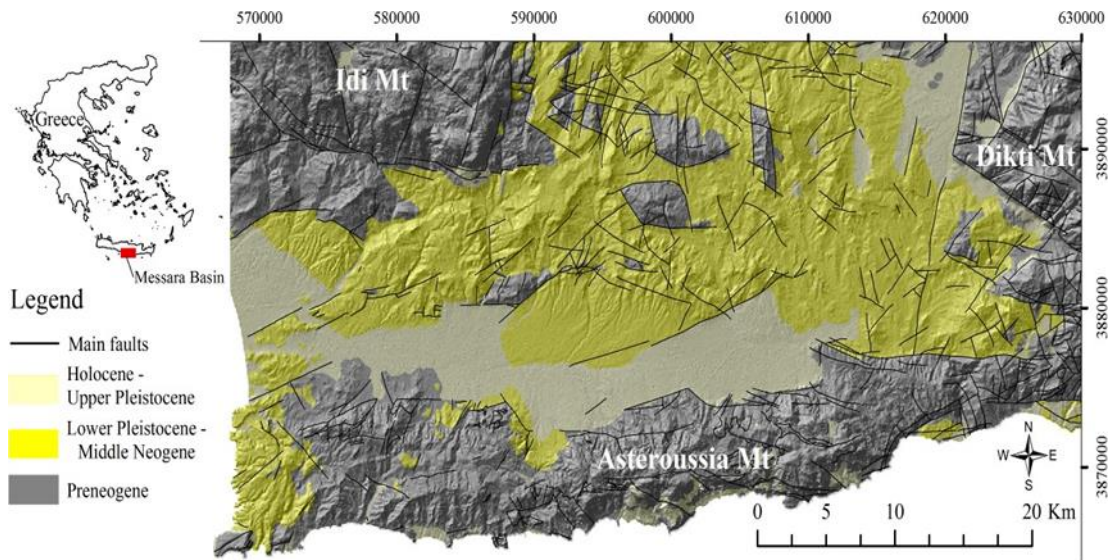 570000 580000 590000 600000 610000 620000 630000
Idi Mt
Greece
3890000
Dikti Mt
Messara Basin
Legend
3880000
Main faults
Holocene -
Upper Pleistocene
Lower Pleistocene -
Middle Neogene
N
W E
S
Asteroussia Mt
3870000
Preneogene
0 5 10 20 Km